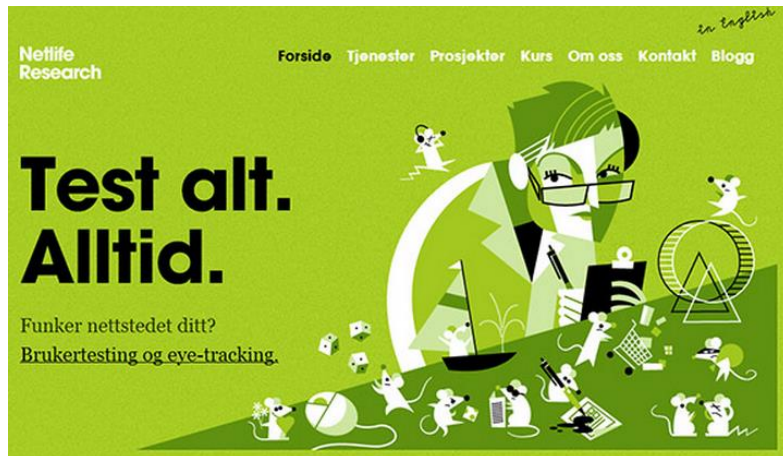 in English
Netlife
Research
Forside Tjenester Prosjekter Kurs Om oss Kontakt Blogg
Test alt.
Alltid.
Funker nettstedet ditt?
Brukertesting og eye-tracking.